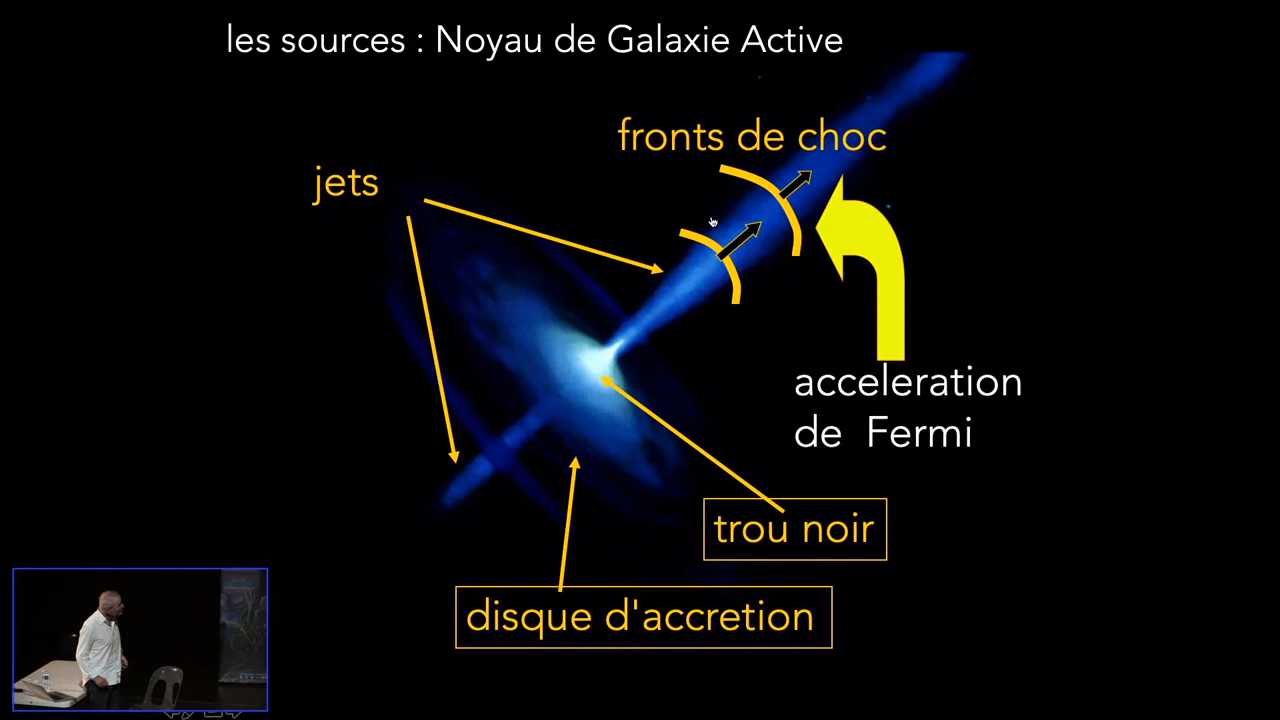 les sources : Noyau de Galaxie Active
fronts de choc
jets
acceleration
de Fermi
trou noir
disque d'accretion